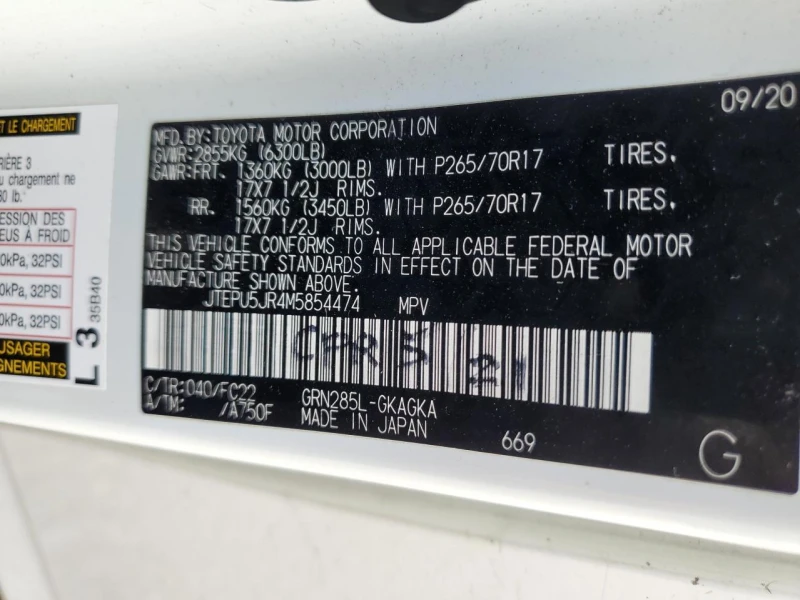 T LE CHARGEMENT
RIÈRE 3
u chargement ne
30 lb.
ESSION DES
EUS À FROID
0kPa, 32PSI
0kPa, 32PSI
0kPa, 32PSI
USAGER
GNEMENTS
L 3 35B40
09/20
MFD. BY: TOYOTA MOTOR CORPORATION
GVWR: 2855KG (6300LB)
GAWR: FRT. 1360KG (3000LB) WITH P265/70R17 TIRES.
17X7 1/2J RIMS.
RR. 1560KG (3450LB) WITH P265/70R17 TIRES.
17X7 1/2J RIMS.
THIS VEHICLE CONFORMS TO ALL APPLICABLE FEDERAL MOTOR
VEHICLE SAFETY STANDARDS IN EFFECT ON THE DATE OF
MANUFACTURE SHOWN ABOVE.
JTEPU5JR4M5854474 MPV
C/TR: 040/FC22 GRN285L-GKAGKA
A/TM: /A750F MADE IN JAPAN
669
G